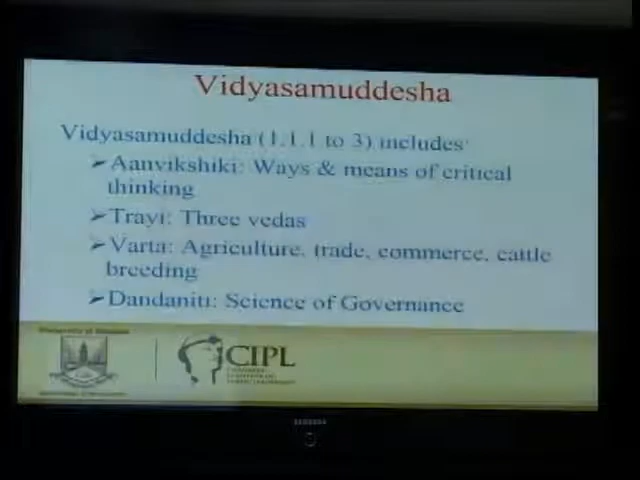 Vidyasamuddesha
Vidyasamuddesha (1.1.1 to 3) includes:
➢Aanvikshiki: Ways & means of critical
thinking
➢Trayi: Three vedas
➢Varta: Agriculture, trade, commerce, cattle
breeding
➢Dandaniti: Science of Governance
CIPL
SAMSUNG